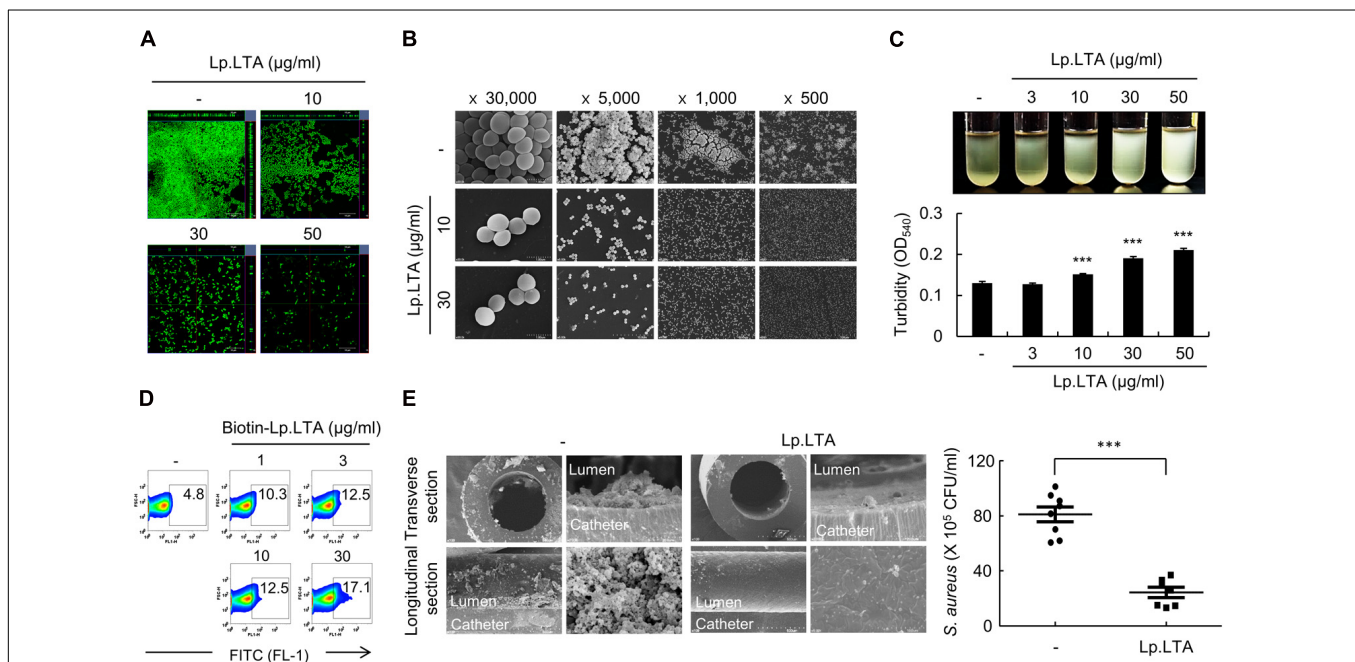 A
Lp.LTA (µg/ml)
- 10
30 50
B
x 30,000 x 5,000 x 1,000 x 500
-
Lp.LTA (µg/ml)
10
30
C
Lp.LTA (µg/ml)
- 3 10 30 50
Turbidity (OD540)
0.3
0.2
0.1
0
*** *** ***
- 3 10 30 50
Lp.LTA (µg/ml)
D
Biotin-Lp.LTA (µg/ml)
- 1 3
4.8 10.3 12.5
10 30
12.5 17.1
FSC-H
FL1-H
FITC (FL-1)
E
- Lp.LTA
Transverse section
Lumen
Catheter
Lumen
Catheter
Longitudinal section
Lumen
Catheter
Lumen
Catheter
S. aureus (X 10⁵ CFU/ml)
120
80
40
0
***
- Lp.LTA